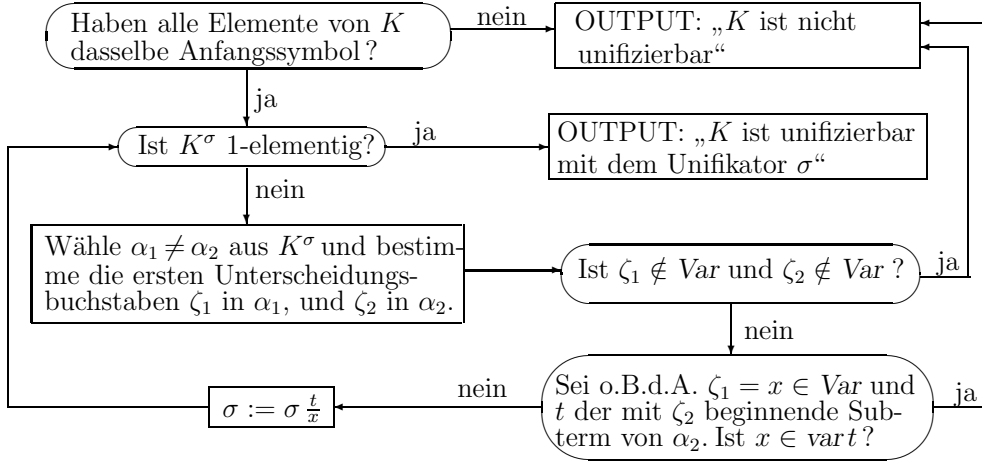 Haben alle Elemente von K
dasselbe Anfangssymbol?
nein
OUTPUT: „K ist nicht
unifizierbar“
ja
Ist K^σ 1-elementig?
ja
OUTPUT: „K ist unifizierbar
mit dem Unifikator σ“
nein
Wähle α₁ ≠ α₂ aus K^σ und bestim-
me die ersten Unterscheidungs-
buchstaben ζ₁ in α₁, und ζ₂ in α₂.
Ist ζ₁ ∉ Var und ζ₂ ∉ Var ?
ja
nein
Sei o.B.d.A. ζ₁ = x ∈ Var und
t der mit ζ₂ beginnende Sub-
term von α₂. Ist x ∈ var t ?
ja
nein
σ := σ t/x